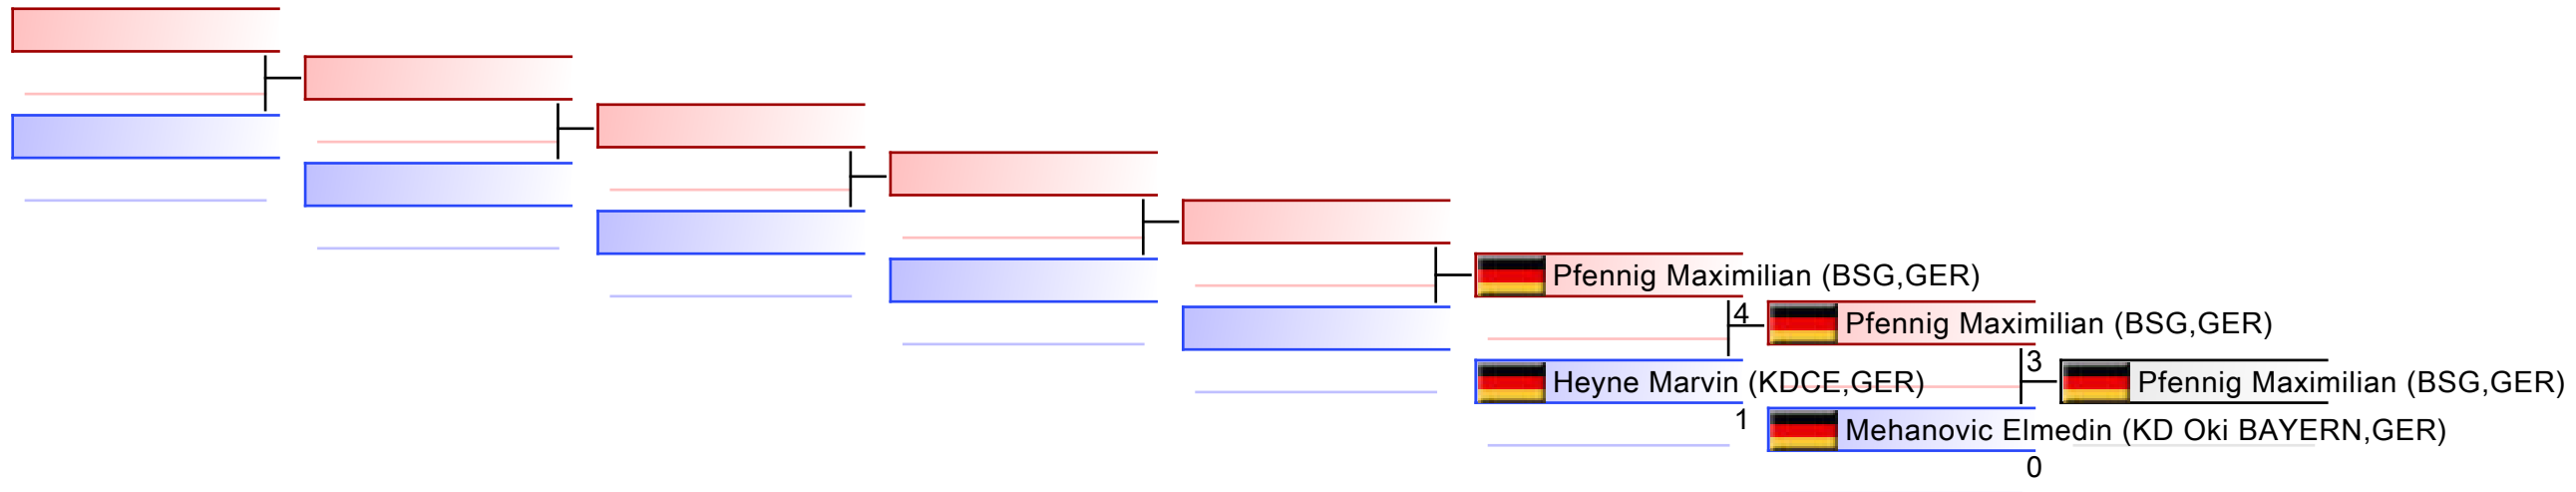 Pfennig Maximilian (BSG,GER)
4
Pfennig Maximilian (BSG,GER)
3
Heyne Marvin (KDCE,GER)
Pfennig Maximilian (BSG,GER)
1
Mehanovic Elmedin (KD Oki BAYERN,GER)
0